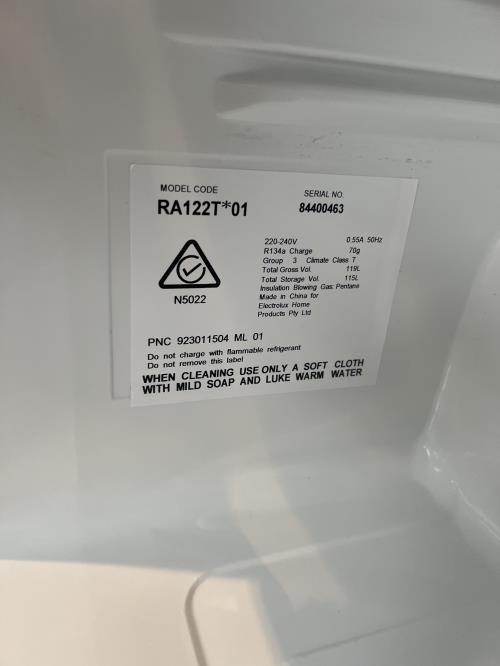 MODEL CODE
SERIAL NO.
RA122T*01
84400463
220-240V 0.55A 50Hz
R134a Charge 70g
Group 3 Climate Class T
Total Gross Vol. 119L
Total Storage Vol. 115L
Insulation Blowing Gas: Pentane
Made in China for
Electrolux Home
Products Pty Ltd
N5022
PNC 923011504 ML 01
Do not charge with flammable refrigerant
Do not remove this label
WHEN CLEANING USE ONLY A SOFT CLOTH
WITH MILD SOAP AND LUKE WARM WATER